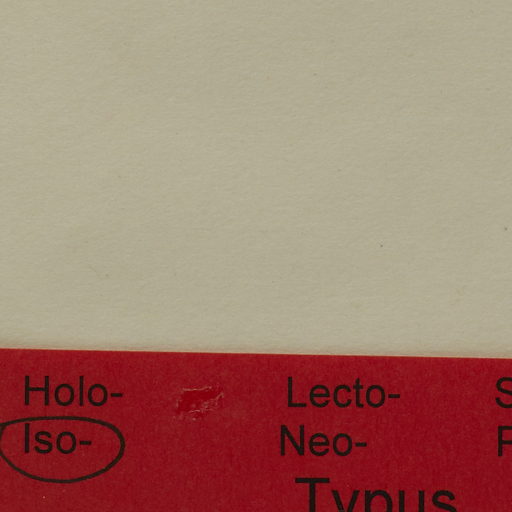 Holo- Lecto- S
Iso- Neo- P
Typus